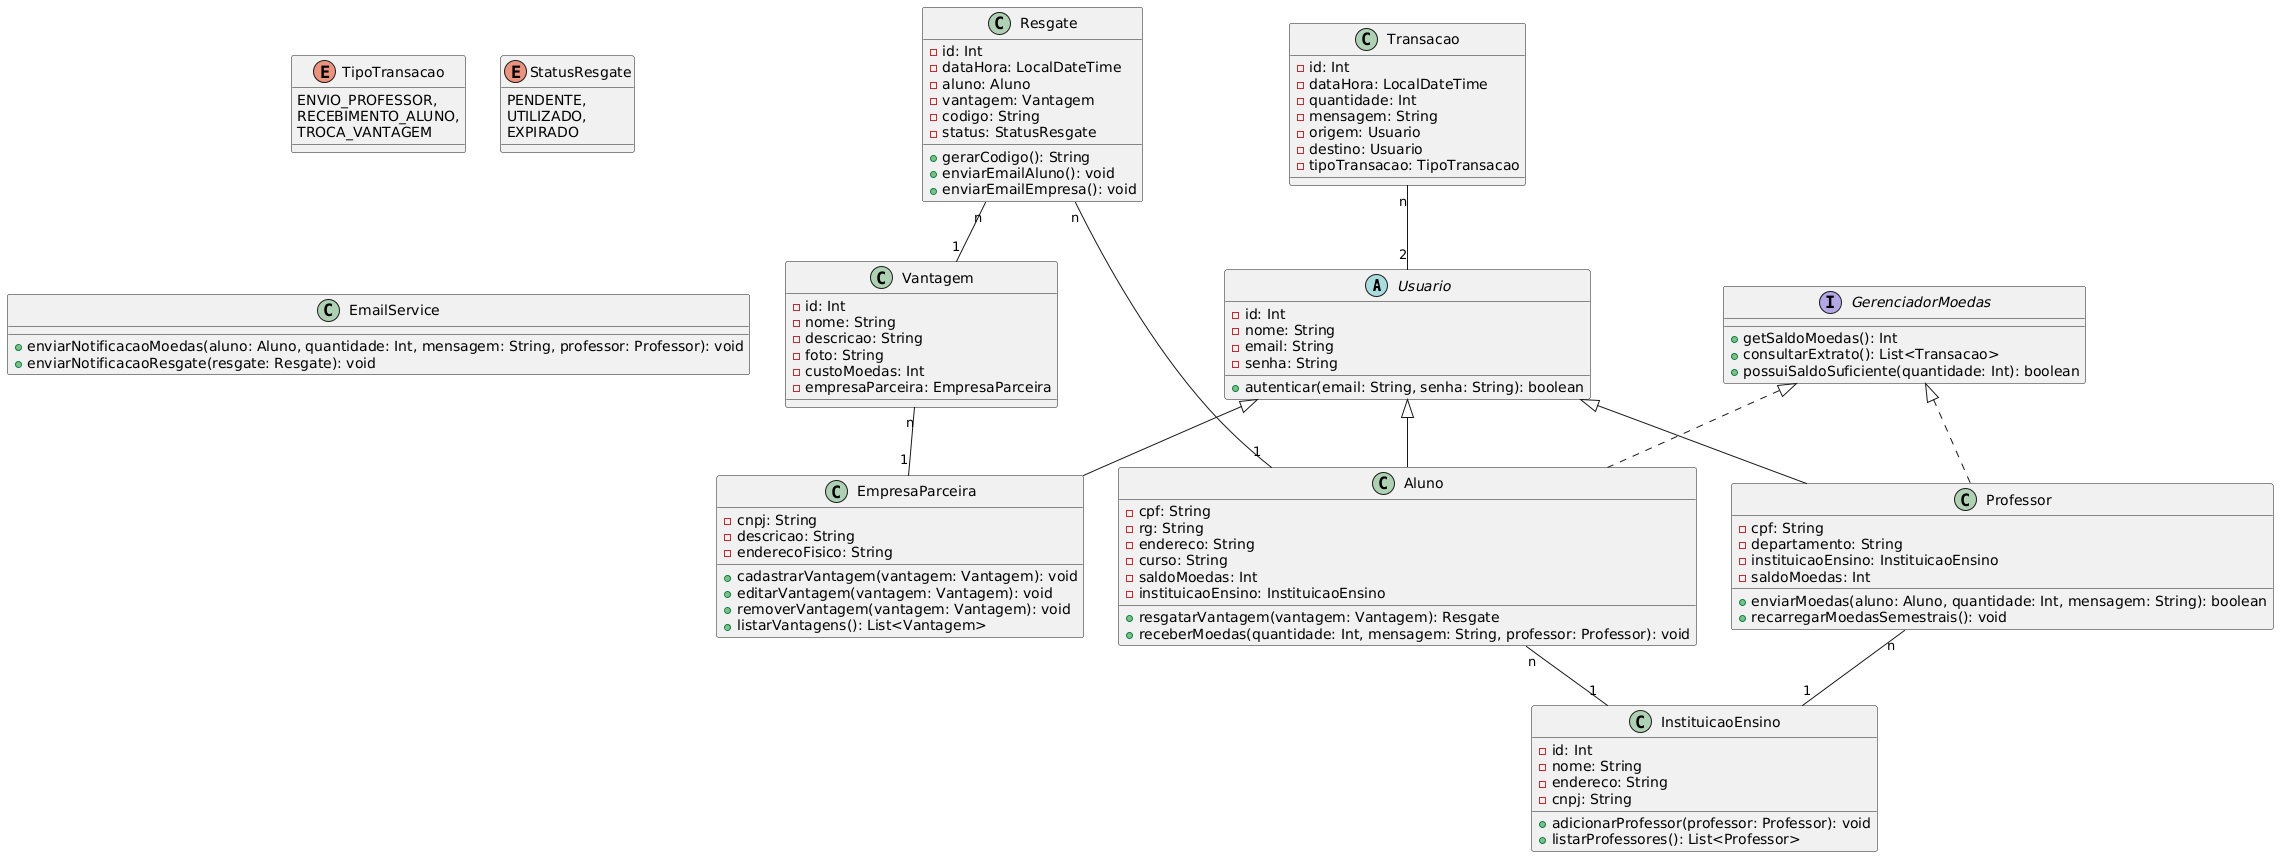 Resgate
id: Int
dataHora: LocalDateTime
aluno: Aluno
vantagem: Vantagem
codigo: String
status: StatusResgate
gerarCodigo(): String
enviarEmailAluno(): void
enviarEmailEmpresa(): void
Transacao
id: Int
dataHora: LocalDateTime
quantidade: Int
mensagem: String
origem: Usuario
destino: Usuario
tipoTransacao: TipoTransacao
E TipoTransacao
ENVIO_PROFESSOR,
RECEBIMENTO_ALUNO,
TROCA_VANTAGEM
E StatusResgate
PENDENTE,
UTILIZADO,
EXPIRADO
n
1
n
1
n
2
C EmailService
enviarNotificacaoMoedas(aluno: Aluno, quantidade: Int, mensagem: String, professor: Professor): void
enviarNotificacaoResgate(resgate: Resgate): void
C Vantagem
id: Int
nome: String
descricao: String
foto: String
custoMoedas: Int
empresaParceira: EmpresaParceira
A Usuario
id: Int
nome: String
email: String
senha: String
autenticar(email: String, senha: String): boolean
I GerenciadorMoedas
getSaldoMoedas(): Int
consultarExtrato(): List<Transacao>
possuiSaldoSuficiente(quantidade: Int): boolean
n
1
C EmpresaParceira
cnpj: String
descricao: String
enderecoFisico: String
cadastrarVantagem(vantagem: Vantagem): void
editarVantagem(vantagem: Vantagem): void
removerVantagem(vantagem: Vantagem): void
listarVantagens(): List<Vantagem>
C Aluno
cpf: String
rg: String
endereco: String
curso: String
saldoMoedas: Int
instituicaoEnsino: InstituicaoEnsino
resgatarVantagem(vantagem: Vantagem): Resgate
receberMoedas(quantidade: Int, mensagem: String, professor: Professor): void
C Professor
cpf: String
departamento: String
instituicaoEnsino: InstituicaoEnsino
saldoMoedas: Int
enviarMoedas(aluno: Aluno, quantidade: Int, mensagem: String): boolean
recarregarMoedasSemestrais(): void
n
1
n
1
C InstituicaoEnsino
id: Int
nome: String
endereco: String
cnpj: String
adicionarProfessor(professor: Professor): void
listarProfessores(): List<Professor>